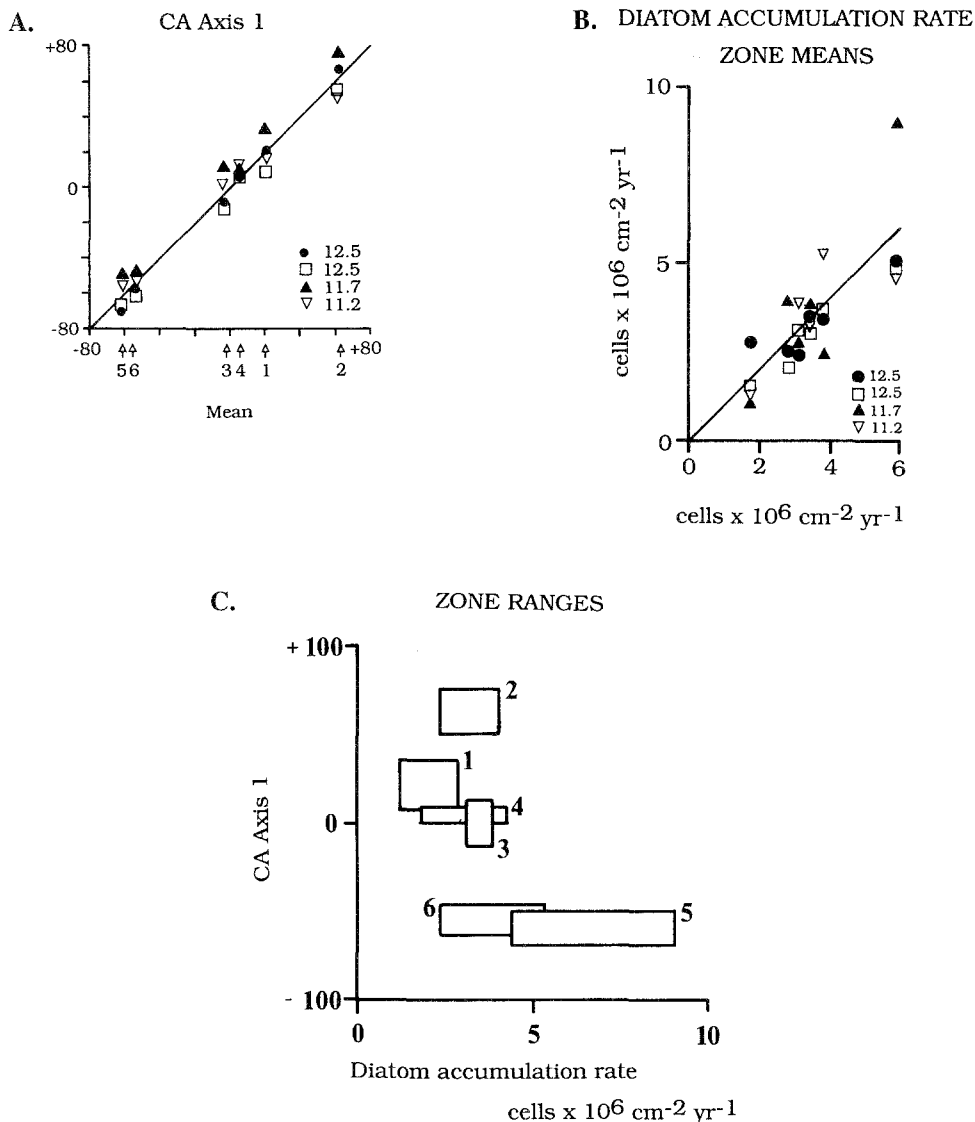 A.
CA Axis 1
+80
0
-80
-80
+80
5 6 3 4 1 2
Mean
12.5
12.5
11.7
11.2
B. DIATOM ACCUMULATION RATE
ZONE MEANS
cells x 10⁶ cm⁻² yr⁻¹
10
5
0
0 2 4 6
12.5
12.5
11.7
11.2
cells x 10⁶ cm⁻² yr⁻¹
C. ZONE RANGES
CA Axis 1
+ 100
0
- 100
2
1
4
3
6
5
0 5 10
Diatom accumulation rate
cells x 10⁶ cm⁻² yr⁻¹